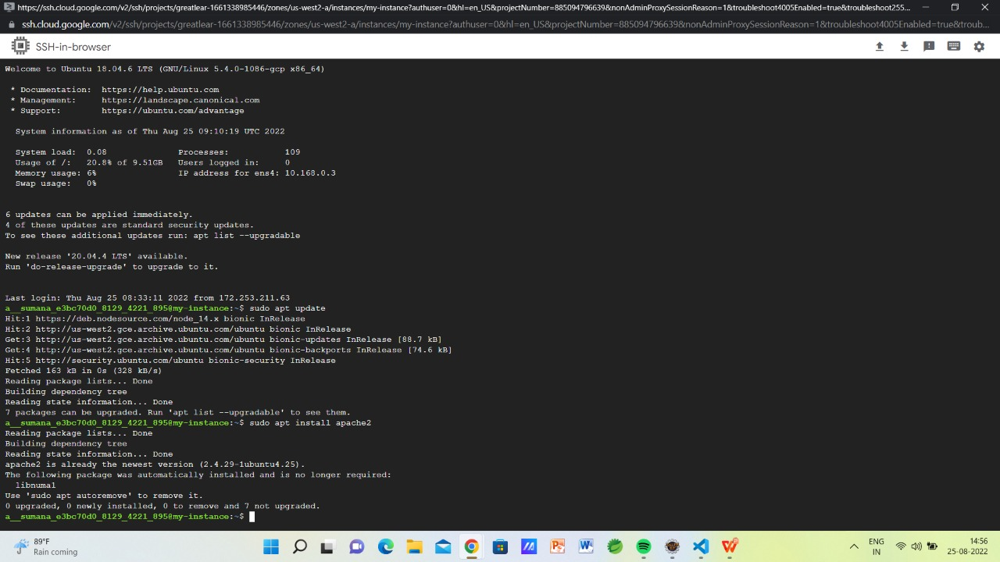 https://ssh.cloud.google.com/v2/ssh/projects/greatlear-1661338985446/zones/us-west2-a/instances/my-instance?authuser=0&hl=en_US&projectNumber=885094796639&nonAdminProxySessionReason=1&troubleshoot4005Enabled=true&troubleshoot255...
ssh.cloud.google.com/v2/ssh/projects/greatlear-1661338985446/zones/us-west2-a/instances/my-instance?authuser=0&hl=en_US&projectNumber=885094796639&nonAdminProxySessionReason=1&troubleshoot4005Enabled=true&troub...
SSH-in-browser
Welcome to Ubuntu 18.04.6 LTS (GNU/Linux 5.4.0-1086-gcp x86_64)
* Documentation: https://help.ubuntu.com
* Management: https://landscape.canonical.com
* Support: https://ubuntu.com/advantage
System information as of Thu Aug 25 09:10:19 UTC 2022
System load: 0.08 Processes: 109
Usage of /: 20.8% of 9.51GB Users logged in: 0
Memory usage: 6% IP address for ens4: 10.168.0.3
Swap usage: 0%
6 updates can be applied immediately.
4 of these updates are standard security updates.
To see these additional updates run: apt list --upgradable
New release '20.04.4 LTS' available.
Run 'do-release-upgrade' to upgrade to it.
Last login: Thu Aug 25 08:33:11 2022 from 172.253.211.63
a__sumana_e3bc70d0_8129_4221_895@my-instance:~$ sudo apt update
Hit:1 https://deb.nodesource.com/node_14.x bionic InRelease
Hit:2 http://us-west2.gce.archive.ubuntu.com/ubuntu bionic InRelease
Get:3 http://us-west2.gce.archive.ubuntu.com/ubuntu bionic-updates InRelease [88.7 kB]
Get:4 http://us-west2.gce.archive.ubuntu.com/ubuntu bionic-backports InRelease [74.6 kB]
Hit:5 http://security.ubuntu.com/ubuntu bionic-security InRelease
Fetched 163 kB in 0s (328 kB/s)
Reading package lists... Done
Building dependency tree
Reading state information... Done
7 packages can be upgraded. Run 'apt list --upgradable' to see them.
a__sumana_e3bc70d0_8129_4221_895@my-instance:~$ sudo apt install apache2
Reading package lists... Done
Building dependency tree
Reading state information... Done
apache2 is already the newest version (2.4.29-1ubuntu4.25).
The following package was automatically installed and is no longer required:
libnuma1
Use 'sudo apt autoremove' to remove it.
0 upgraded, 0 newly installed, 0 to remove and 7 not upgraded.
a__sumana_e3bc70d0_8129_4221_895@my-instance:~$
89°F
Rain coming
ENG
IN
14:56
25-08-2022